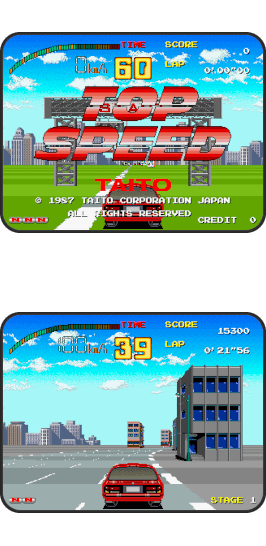 TIME SCORE
0
0km/h 60 LAP
0'00"00
TOP
SPEED
TAITO
© 1987 TAITO CORPORATION JAPAN
ALL RIGHTS RESERVED
CREDIT 0
N N N
TIME SCORE
15300
km/h 39 LAP
0'21"56
N N
STAGE 1